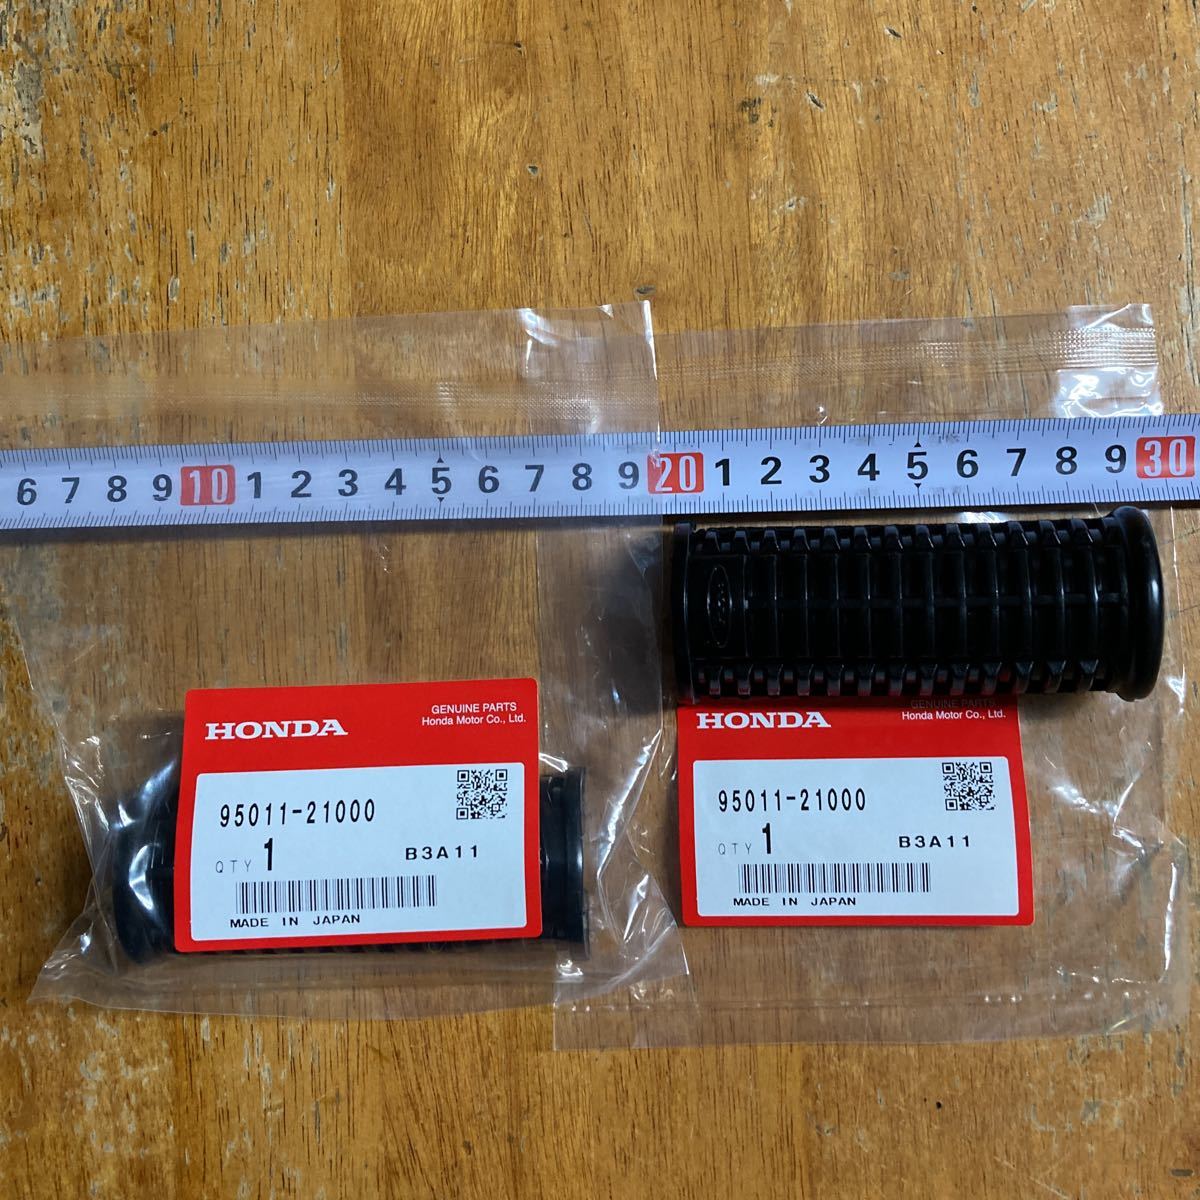 6 7 8 9 10 1 2 3 4 5 6 7 8 9 20 1 2 3 4 5 6 7 8 9 30
HONDA
GENUINE PARTS
Honda Motor Co., Ltd.
95011-21000
QTY 1
B3A11
MADE IN JAPAN
HONDA
GENUINE PARTS
Honda Motor Co., Ltd.
95011-21000
QTY 1
B3A11
MADE IN JAPAN